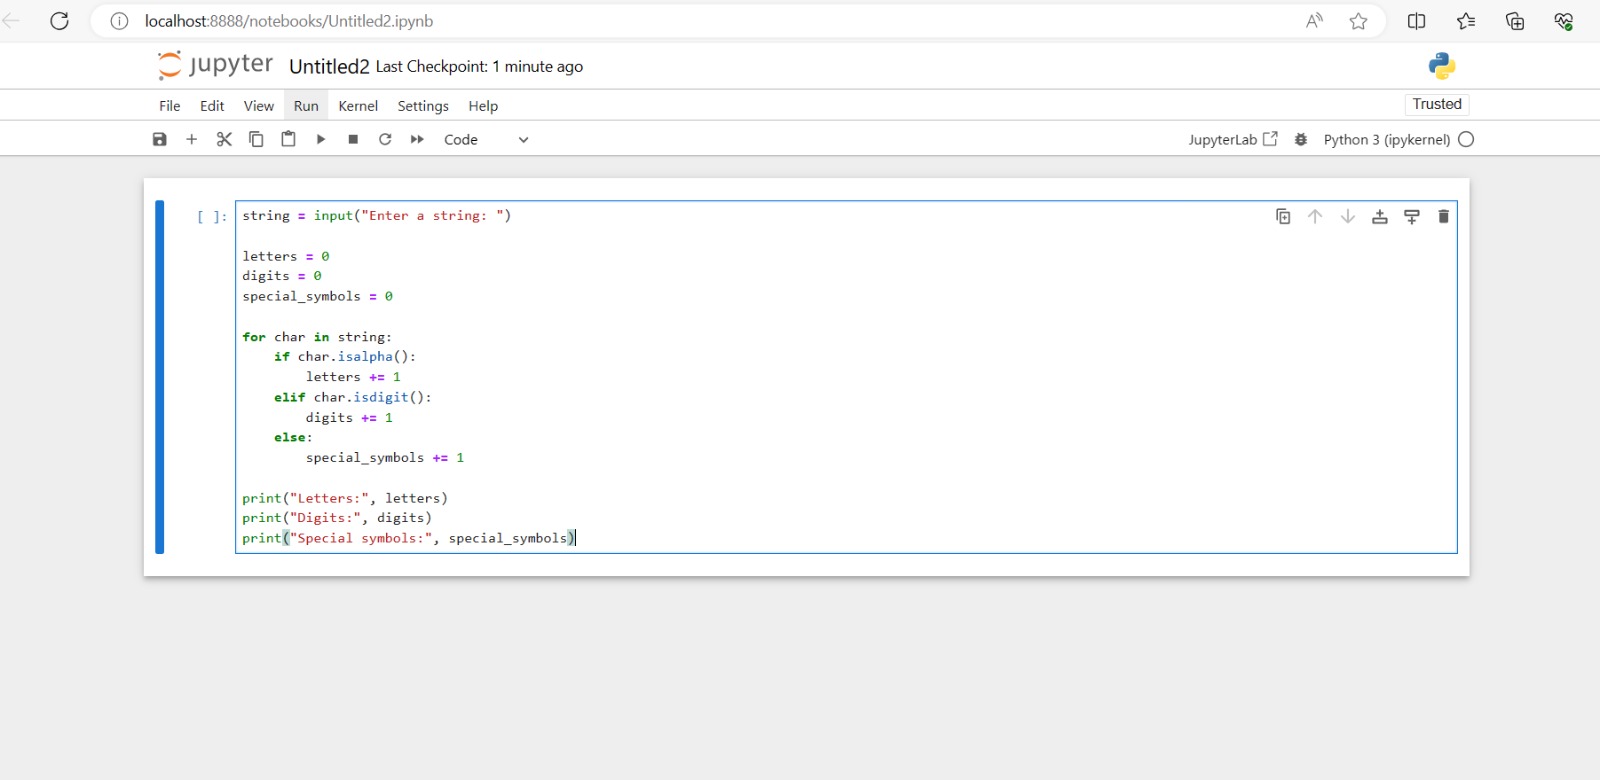 localhost:8888/notebooks/Untitled2.ipynb
jupyter Untitled2 Last Checkpoint: 1 minute ago
File Edit View Run Kernel Settings Help
Trusted
Code
JupyterLab Python 3 (ipykernel)
[ ]: string = input("Enter a string: ")
letters = 0
digits = 0
special_symbols = 0
for char in string:
    if char.isalpha():
        letters += 1
    elif char.isdigit():
        digits += 1
    else:
        special_symbols += 1
print("Letters:", letters)
print("Digits:", digits)
print("Special symbols:", special_symbols)